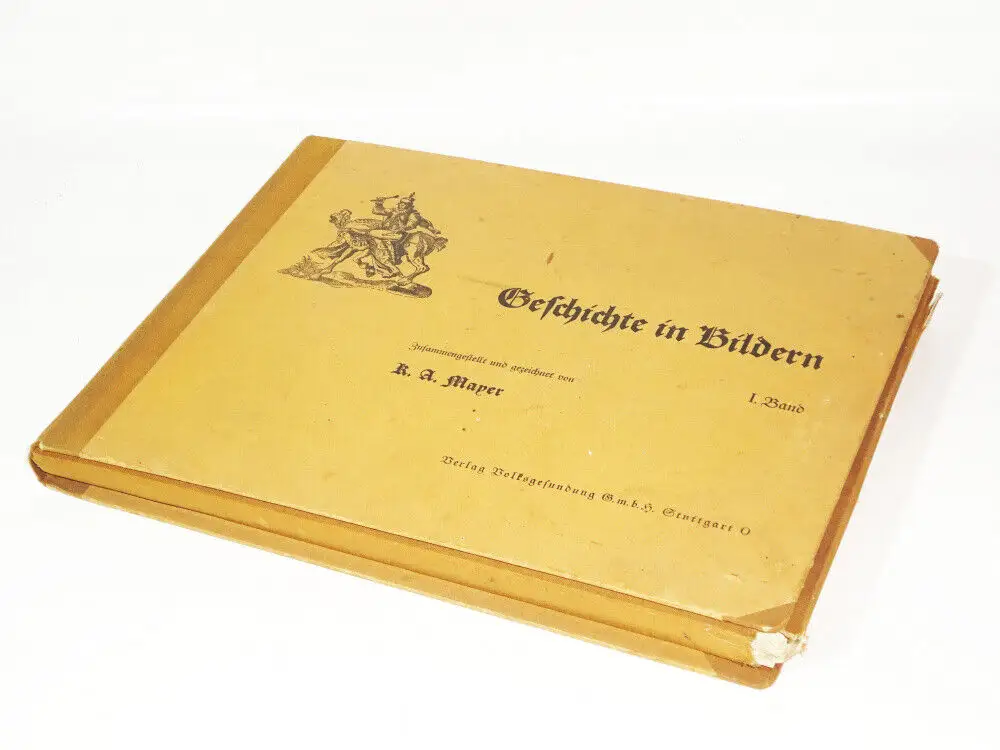 Geschichte in Bildern
Zusammengestellt und gezeichnet von
K. A. Mayer
I. Band
Verlag Volksgesundung G.m.b.H. Stuttgart O